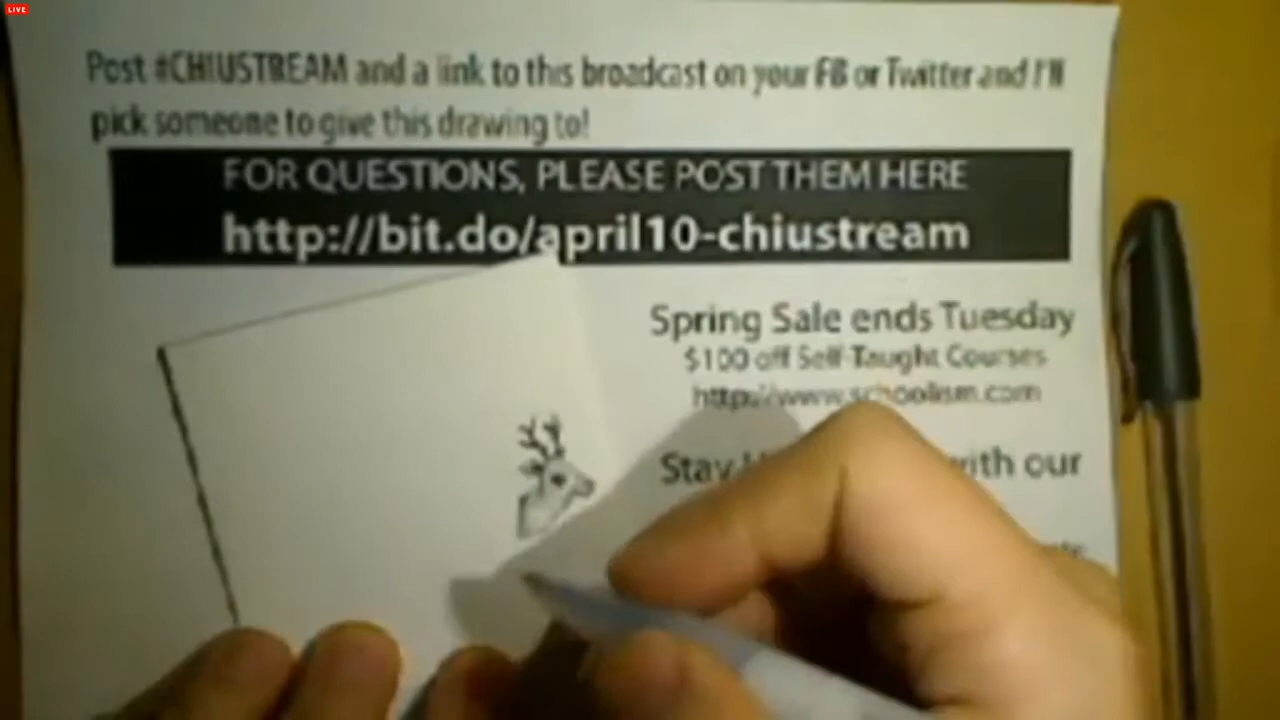 LIVE
Post #CHIUSTREAM and a link to this broadcast on your FB or Twitter and I'll
pick someone to give this drawing to!
FOR QUESTIONS, PLEASE POST THEM HERE
http://bit.do/april10-chiustream
Spring Sale ends Tuesday
$100 off Self-Taught Courses
http://www.schoolism.com
Stay with our